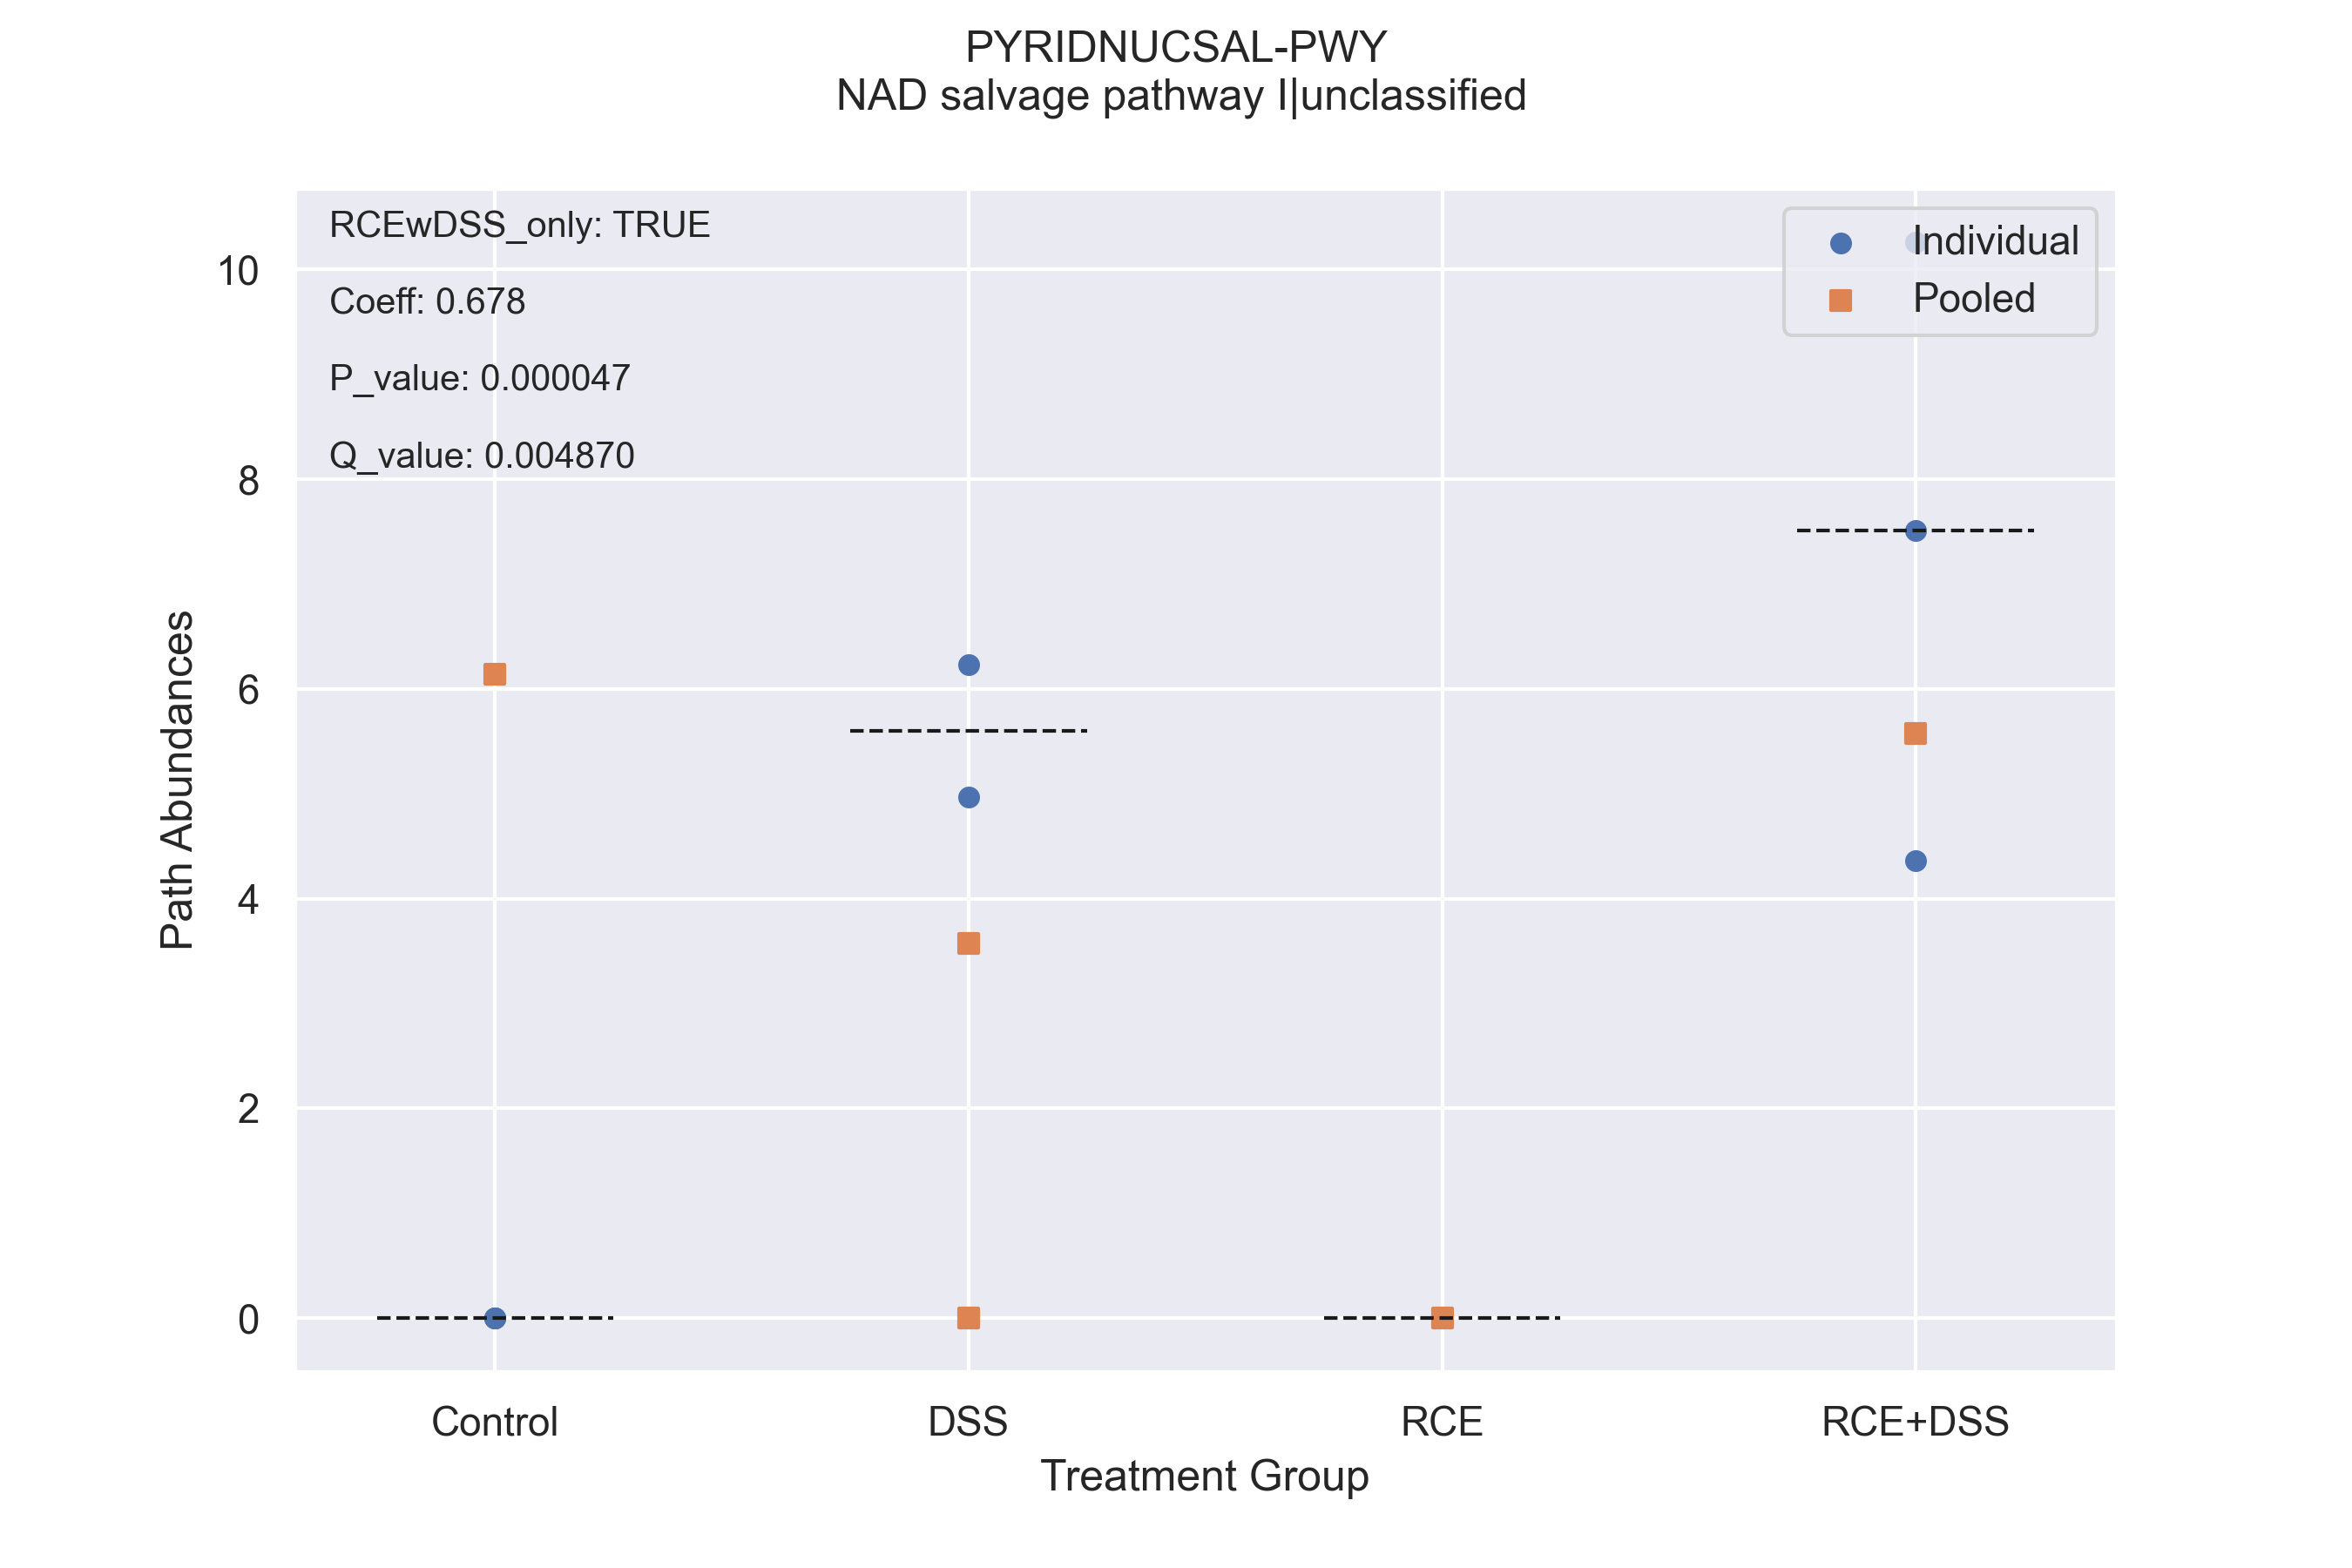 PYRIDNUCSAL-PWY
NAD salvage pathway I|unclassified
RCEwDSS_only: TRUE
Coeff: 0.678
P_value: 0.000047
Q_value: 0.004870
Individual
Pooled
10
8
6
4
2
0
Path Abundances
Control
DSS
RCE
RCE+DSS
Treatment Group